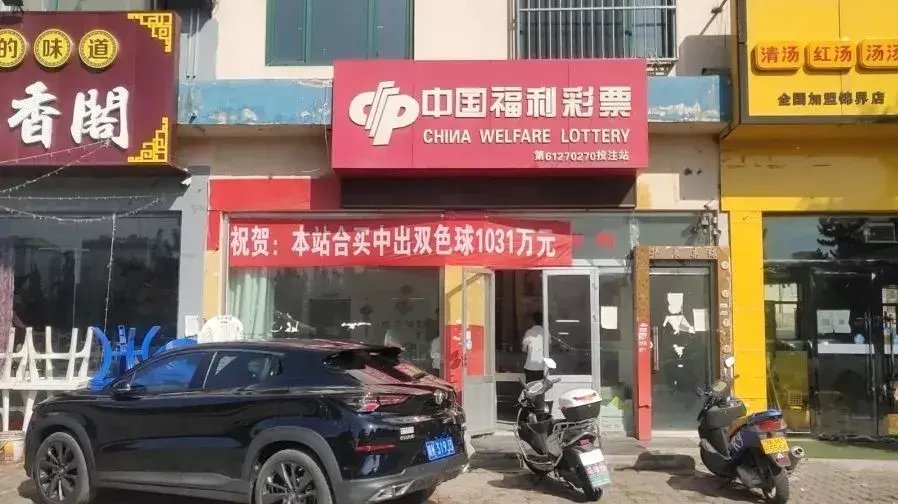 的味道
香閣
中国福利彩票
CHINA WELFARE LOTTERY
第61270270投注站
祝贺：本站合买中出双色球1031万元
清汤 红汤 汤汤
全国加盟锦界店